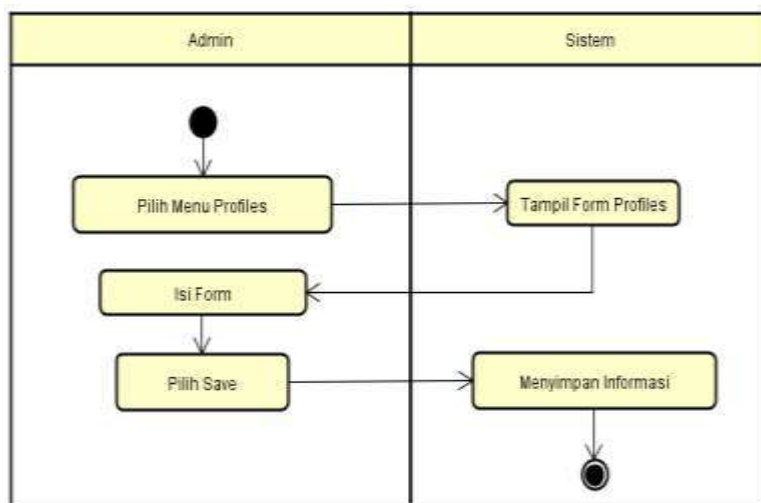 Admin
Sistem
Pilih Menu Profiles
Tampil Form Profiles
Isi Form
Pilih Save
Menyimpan Informasi